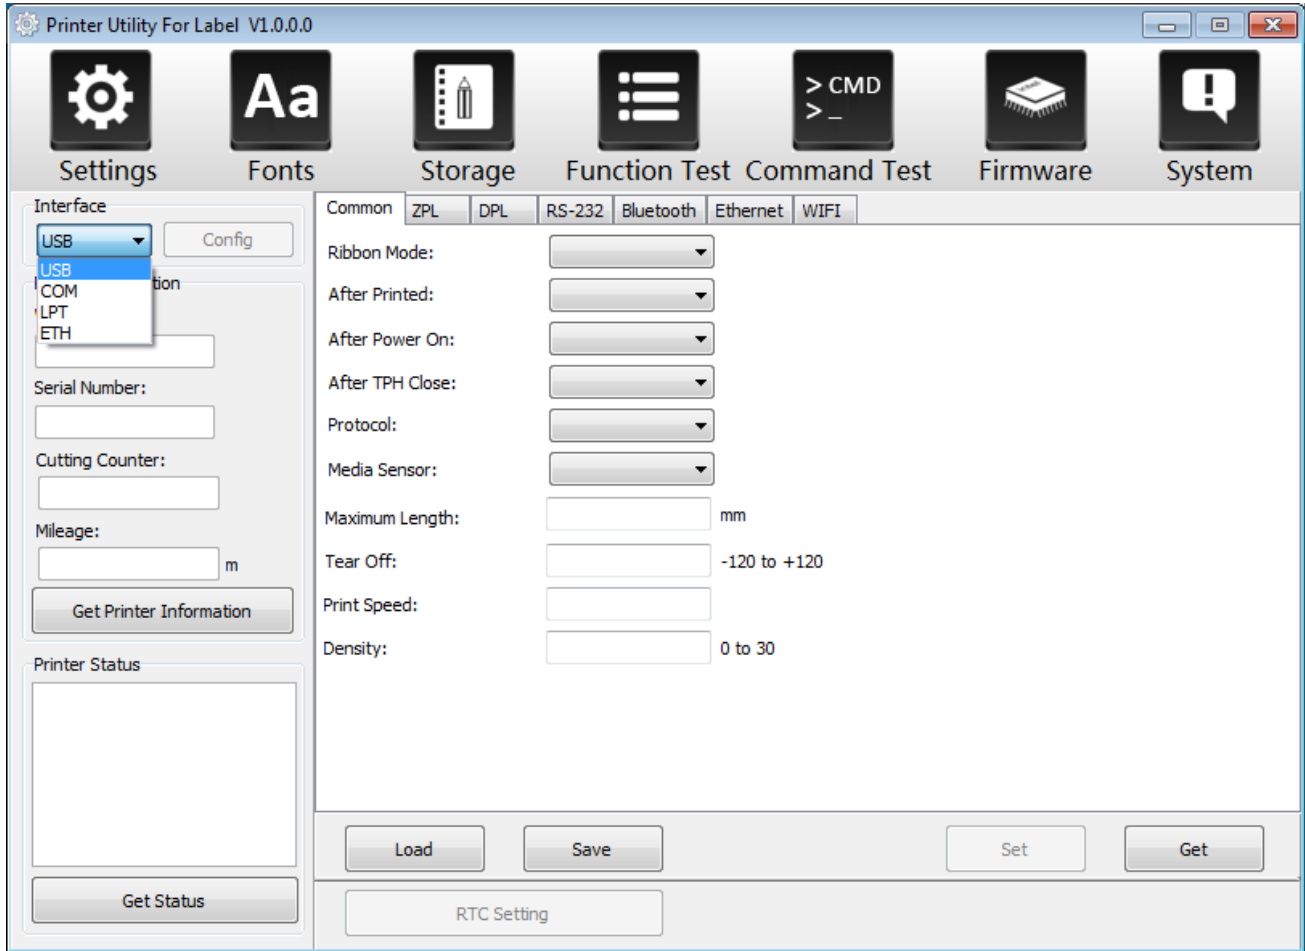 Printer Utility For Label V1.0.0.0
Aa
> CMD
> _
Settings
Fonts
Storage
Function Test
Command Test
Firmware
System
Interface
USB
Config
USB
COM
LPT
ETH
Serial Number:
Cutting Counter:
Mileage:
m
Get Printer Information
Printer Status
Get Status
Common
ZPL
DPL
RS-232
Bluetooth
Ethernet
WIFI
Ribbon Mode:
After Printed:
After Power On:
After TPH Close:
Protocol:
Media Sensor:
Maximum Length:
mm
Tear Off:
-120 to +120
Print Speed:
Density:
0 to 30
Load
Save
Set
Get
RTC Setting